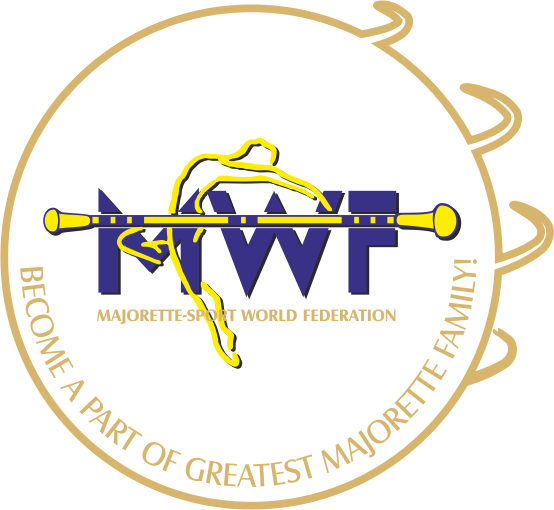 MWF
MAJORETTE-SPORT WORLD FEDERATION
BECOME A PART OF GREATEST MAJORETTE FAMILY!